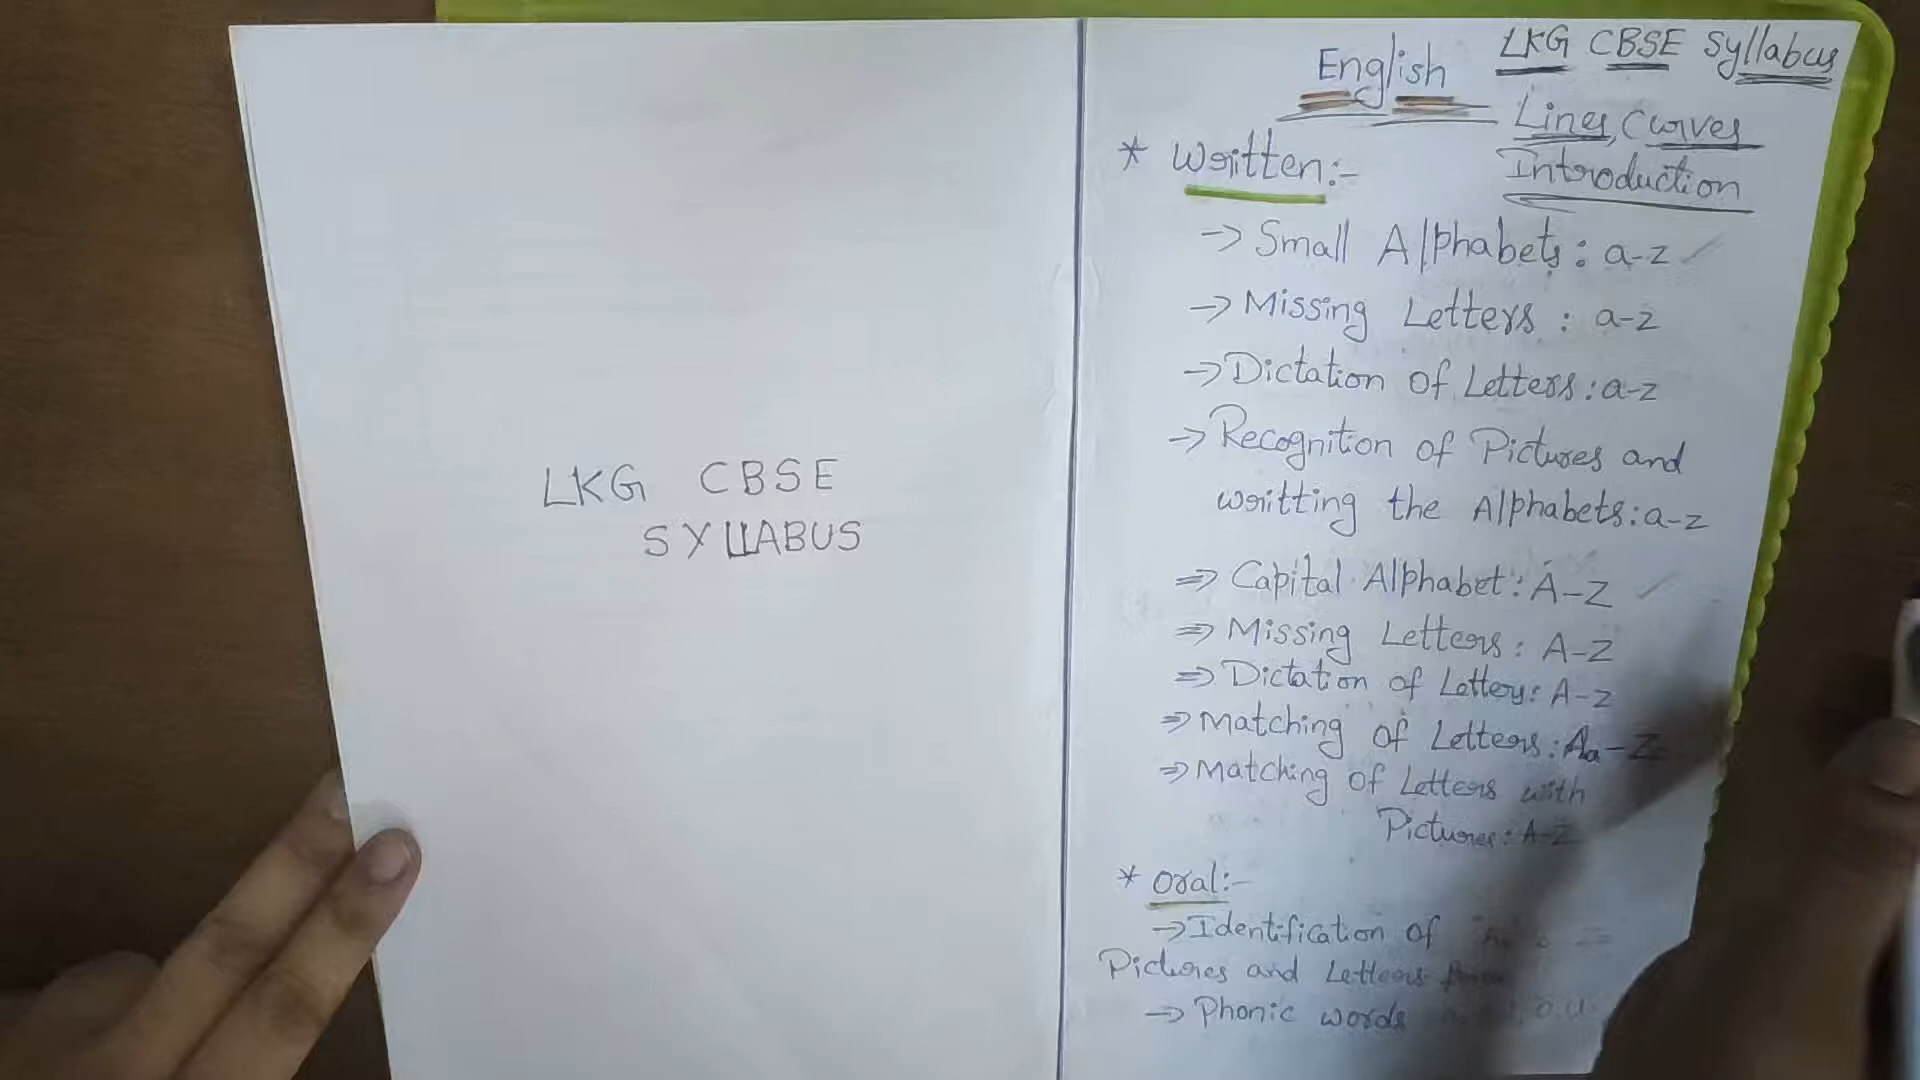 LKG CBSE
SYLLABUS
LKG CBSE Syllabus
English
Lines, Curves
Introduction
* Written:-
→ Small Alphabets: a-z
→ Missing Letters: a-z
→ Dictation of Letters: a-z
→ Recognition of Pictures and
writting the Alphabets: a-z
⇒ Capital Alphabet: A-Z
⇒ Missing Letters: A-Z
⇒ Dictation of Letters: A-Z
⇒ Matching of Letters: Aa-Z
⇒ Matching of Letters with
Pictures: A-Z
* Oral:-
→ Identification of
Pictures and Letters from
→ Phonic words